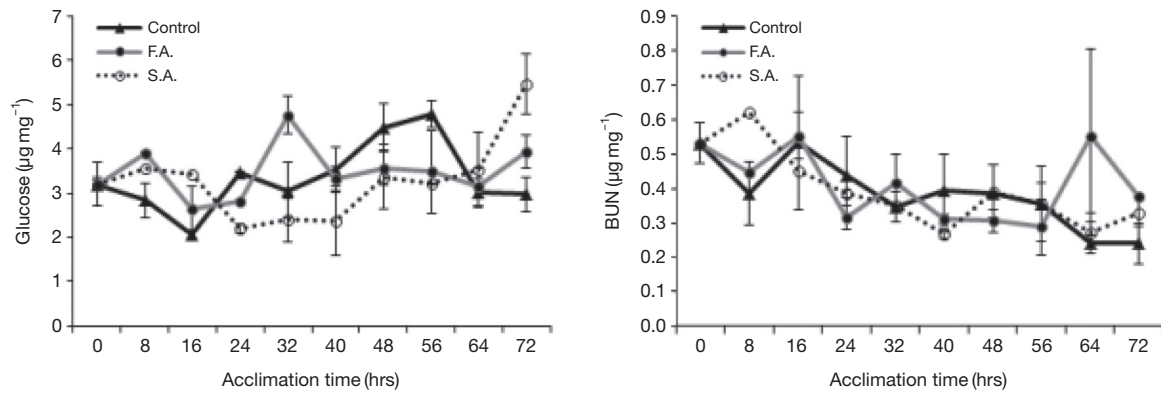 7
6
5
4
3
2
1
0
Glucose (µg mg⁻¹)
Control
F.A.
S.A.
0 8 16 24 32 40 48 56 64 72
Acclimation time (hrs)
0.9
0.8
0.7
0.6
0.5
0.4
0.3
0.2
0.1
0.0
BUN (µg mg⁻¹)
Control
F.A.
S.A.
0 8 16 24 32 40 48 56 64 72
Acclimation time (hrs)